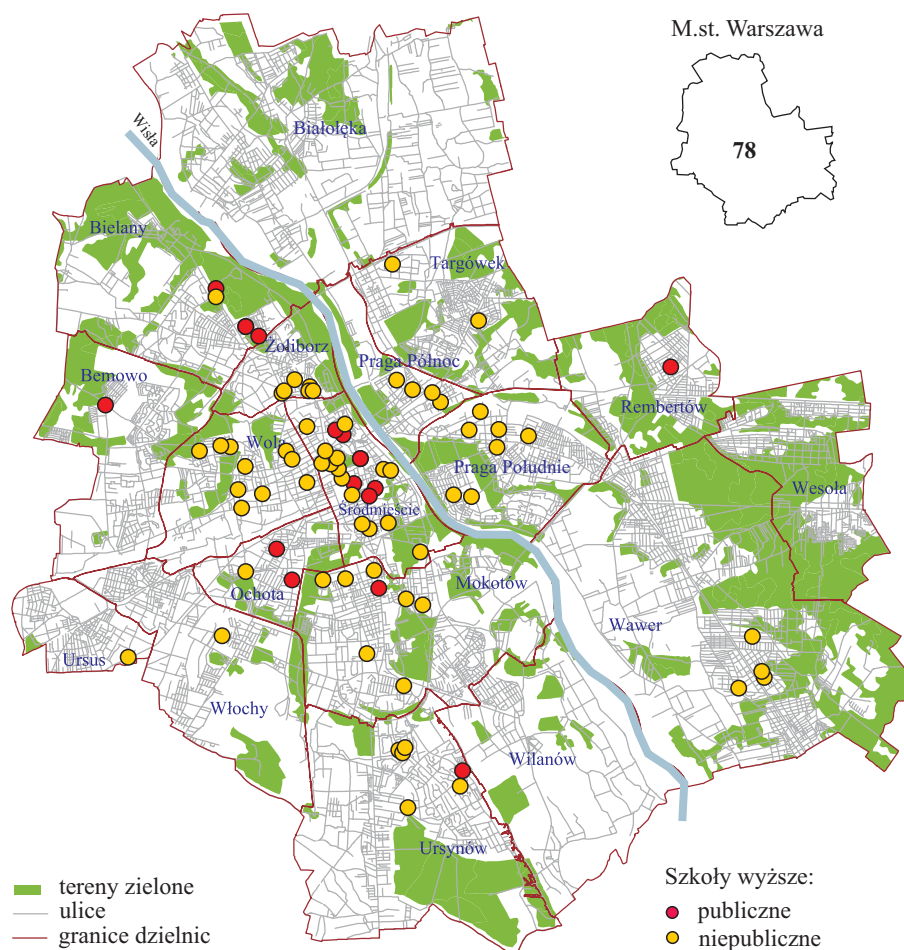 M.st. Warszawa
78
Wisła
Białołęka
Bielany
Targówek
Żoliborz
Praga Północ
Bemowo
Rembertów
Wola
Praga Południe
Wesoła
Śródmieście
Mokotów
Ochota
Wawer
Ursus
Włochy
Wilanów
Ursynów
tereny zielone
ulice
granice dzielnic
Szkoły wyższe:
publiczne
niepubliczne